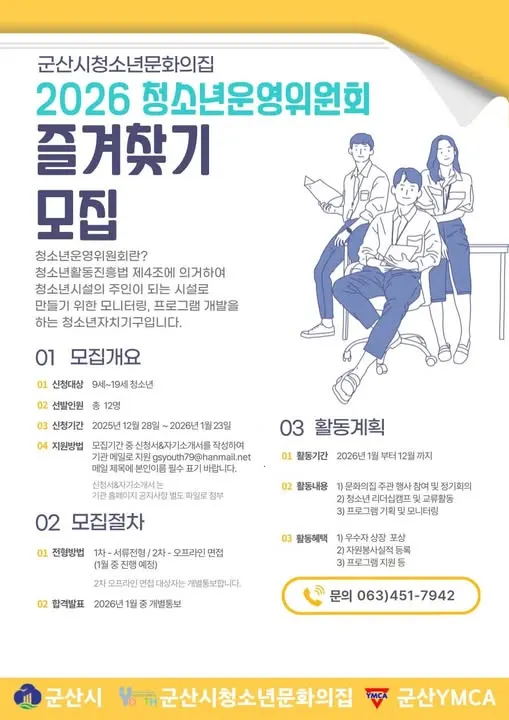 군산시청소년문화의집
2026 청소년운영위원회
즐겨찾기
모집
청소년운영위원회란?
청소년활동진흥법 제4조에 의거하여
청소년시설의 주인이 되는 시설로
만들기 위한 모니터링, 프로그램 개발을
하는 청소년자치기구입니다.
01 모집개요
01 신청대상 9세~19세 청소년
02 선발인원 총 12명
03 신청기간 2025년 12월 28일 ~ 2026년 1월 23일
04 지원방법 모집기간 중 신청서&자기소개서를 작성하여
기관 메일로 지원 gsyouth79@hanmail.net
메일 제목에 본인이름 필수 표기 바랍니다.
신청서&자기소개서 는
기관 홈페이지 공지사항 별도 파일로 첨부
02 모집절차
01 전형방법 1차 - 서류전형 / 2차 - 오프라인 면접
(1월 중 진행 예정)
2차 오프라인 면접 대상자는 개별통보합니다.
02 합격발표 2026년 1월 중 개별통보
03 활동계획
01 활동기간 2026년 1월 부터 12월 까지
02 활동내용 1) 문화의집 주관 행사 참여 및 정기회의
2) 청소년 리더십캠프 및 교류활동
3) 프로그램 기획 및 모니터링
03 활동혜택 1) 우수자 상장 포상
2) 자원봉사실적 등록
3) 프로그램 지원 등
문의 063)451-7942
군산시 YOUTH 군산시청소년문화의집 YMCA 군산YMCA